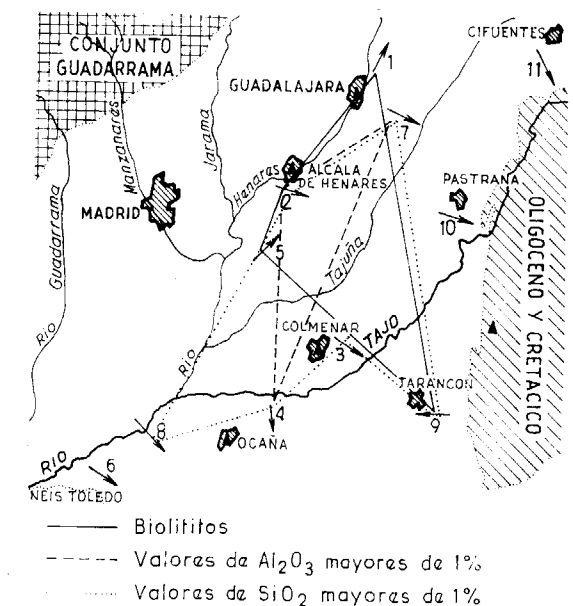 CONJUNTO
GUADARRAMA
CIFUENTES
11
GUADALAJARA
1
7
Manzanares
Jarama
Henares
ALCALA
DE HENARES
2
MADRID
PASTRANA
10
Guadarrama
RIO
5
Tajuña
OLIGOCENO Y CRETACICO
COLMENAR
3
TAJO
RIO
TARANCON
9
4
8
OCAÑA
RIO
6
NEIS TOLEDO
Biolititos
Valores de Al2O3 mayores de 1%
Valores de SiO2 mayores de 1%